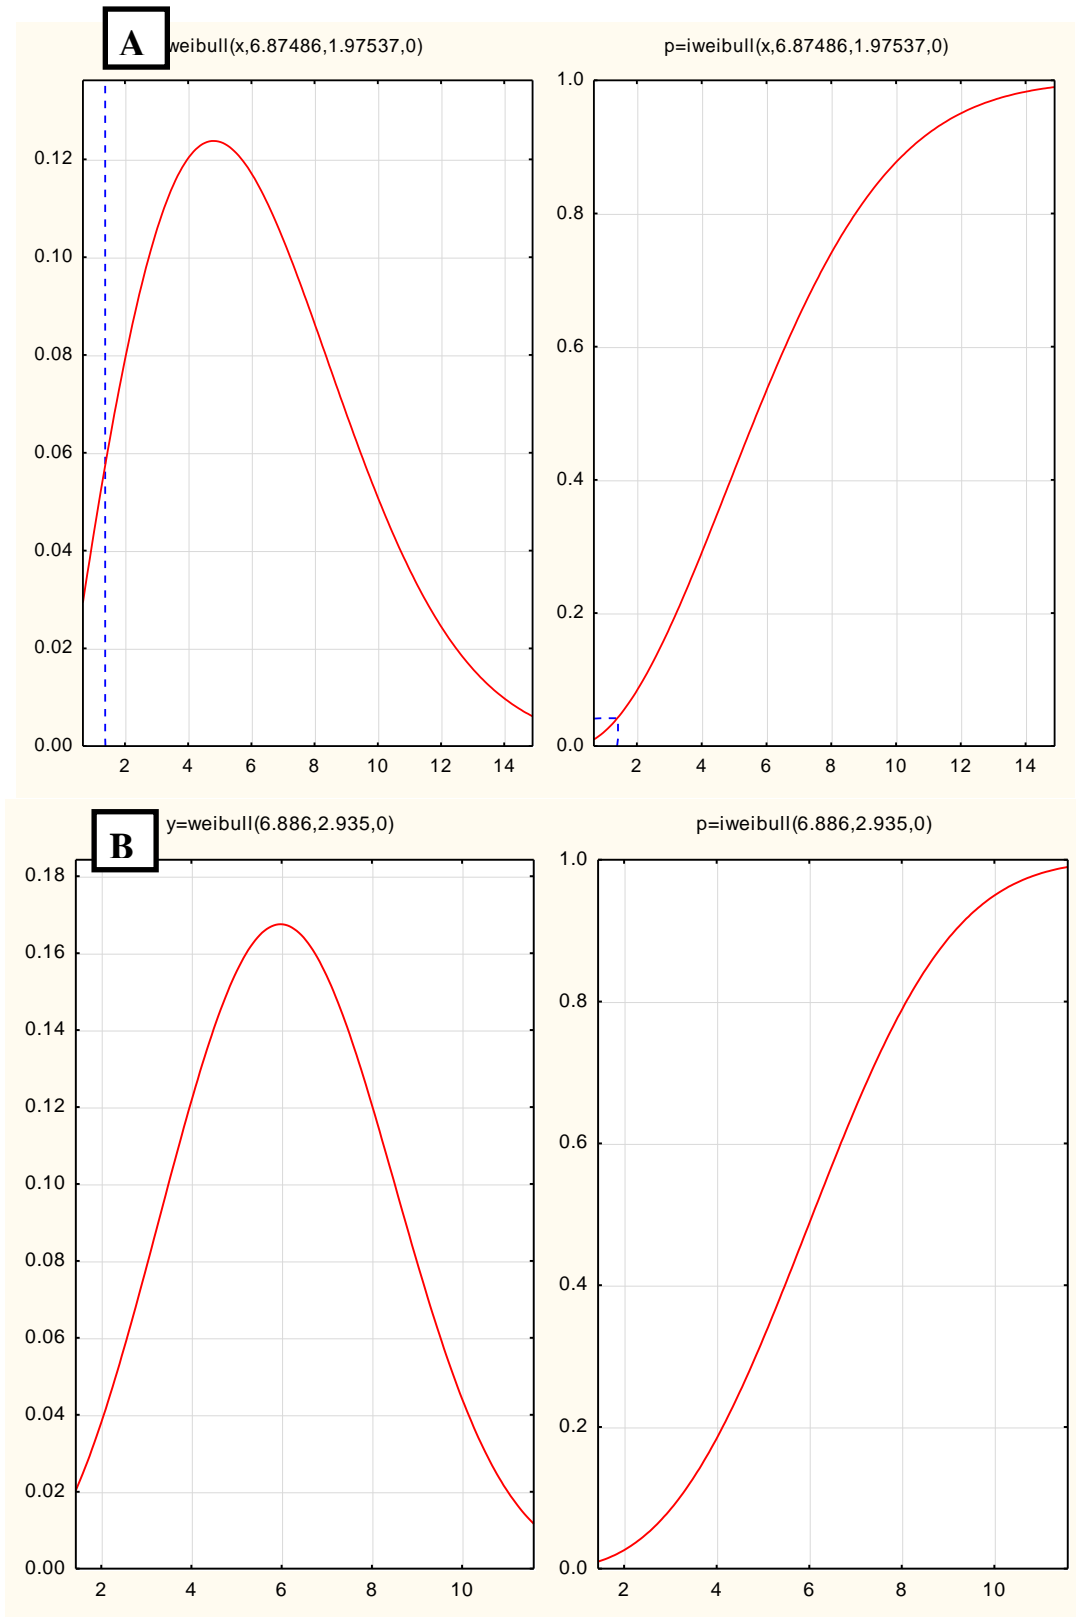 A
weibull(x,6.87486,1.97537,0)
p=iweibull(x,6.87486,1.97537,0)
0.12
0.10
0.08
0.06
0.04
0.02
0.00
2 4 6 8 10 12 14
1.0
0.8
0.6
0.4
0.2
0.0
2 4 6 8 10 12 14
B
y=weibull(6.886,2.935,0)
p=iweibull(6.886,2.935,0)
0.18
0.16
0.14
0.12
0.10
0.08
0.06
0.04
0.02
0.00
2 4 6 8 10
1.0
0.8
0.6
0.4
0.2
0.0
2 4 6 8 10